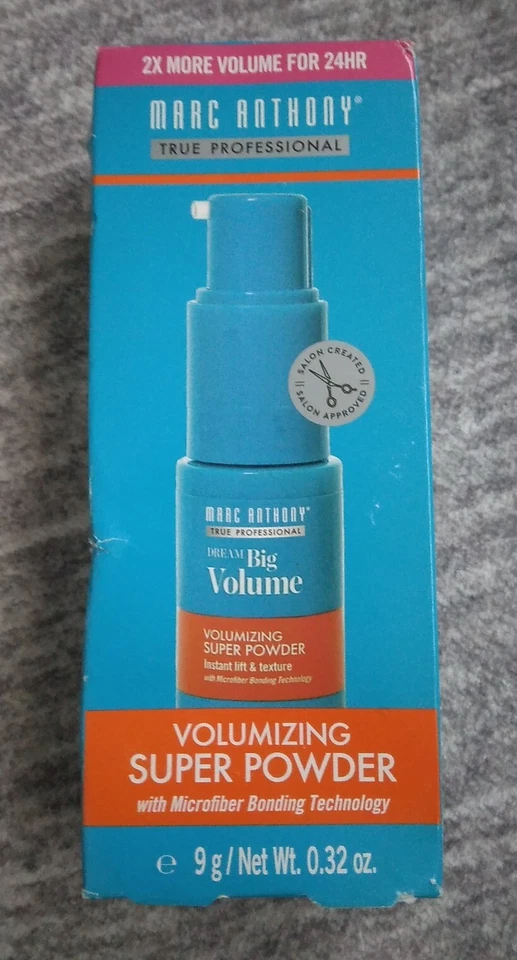 2X MORE VOLUME FOR 24HR
MARC ANTHONY®
TRUE PROFESSIONAL
SALON CREATED
SALON APPROVED
MARC ANTHONY®
TRUE PROFESSIONAL
DREAM Big
Volume
VOLUMIZING
SUPER POWDER
Instant lift & texture
with Microfiber Bonding Technology
VOLUMIZING
SUPER POWDER
with Microfiber Bonding Technology
℮ 9 g / Net Wt. 0.32 oz.